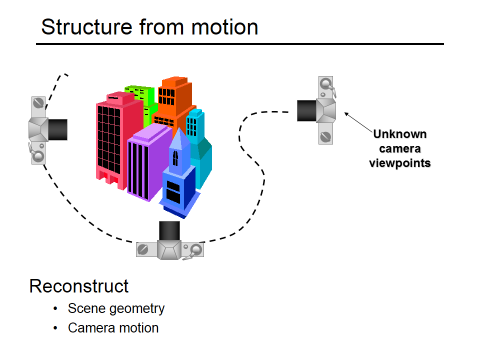 Structure from motion
Unknown
camera
viewpoints
Reconstruct
• Scene geometry
• Camera motion